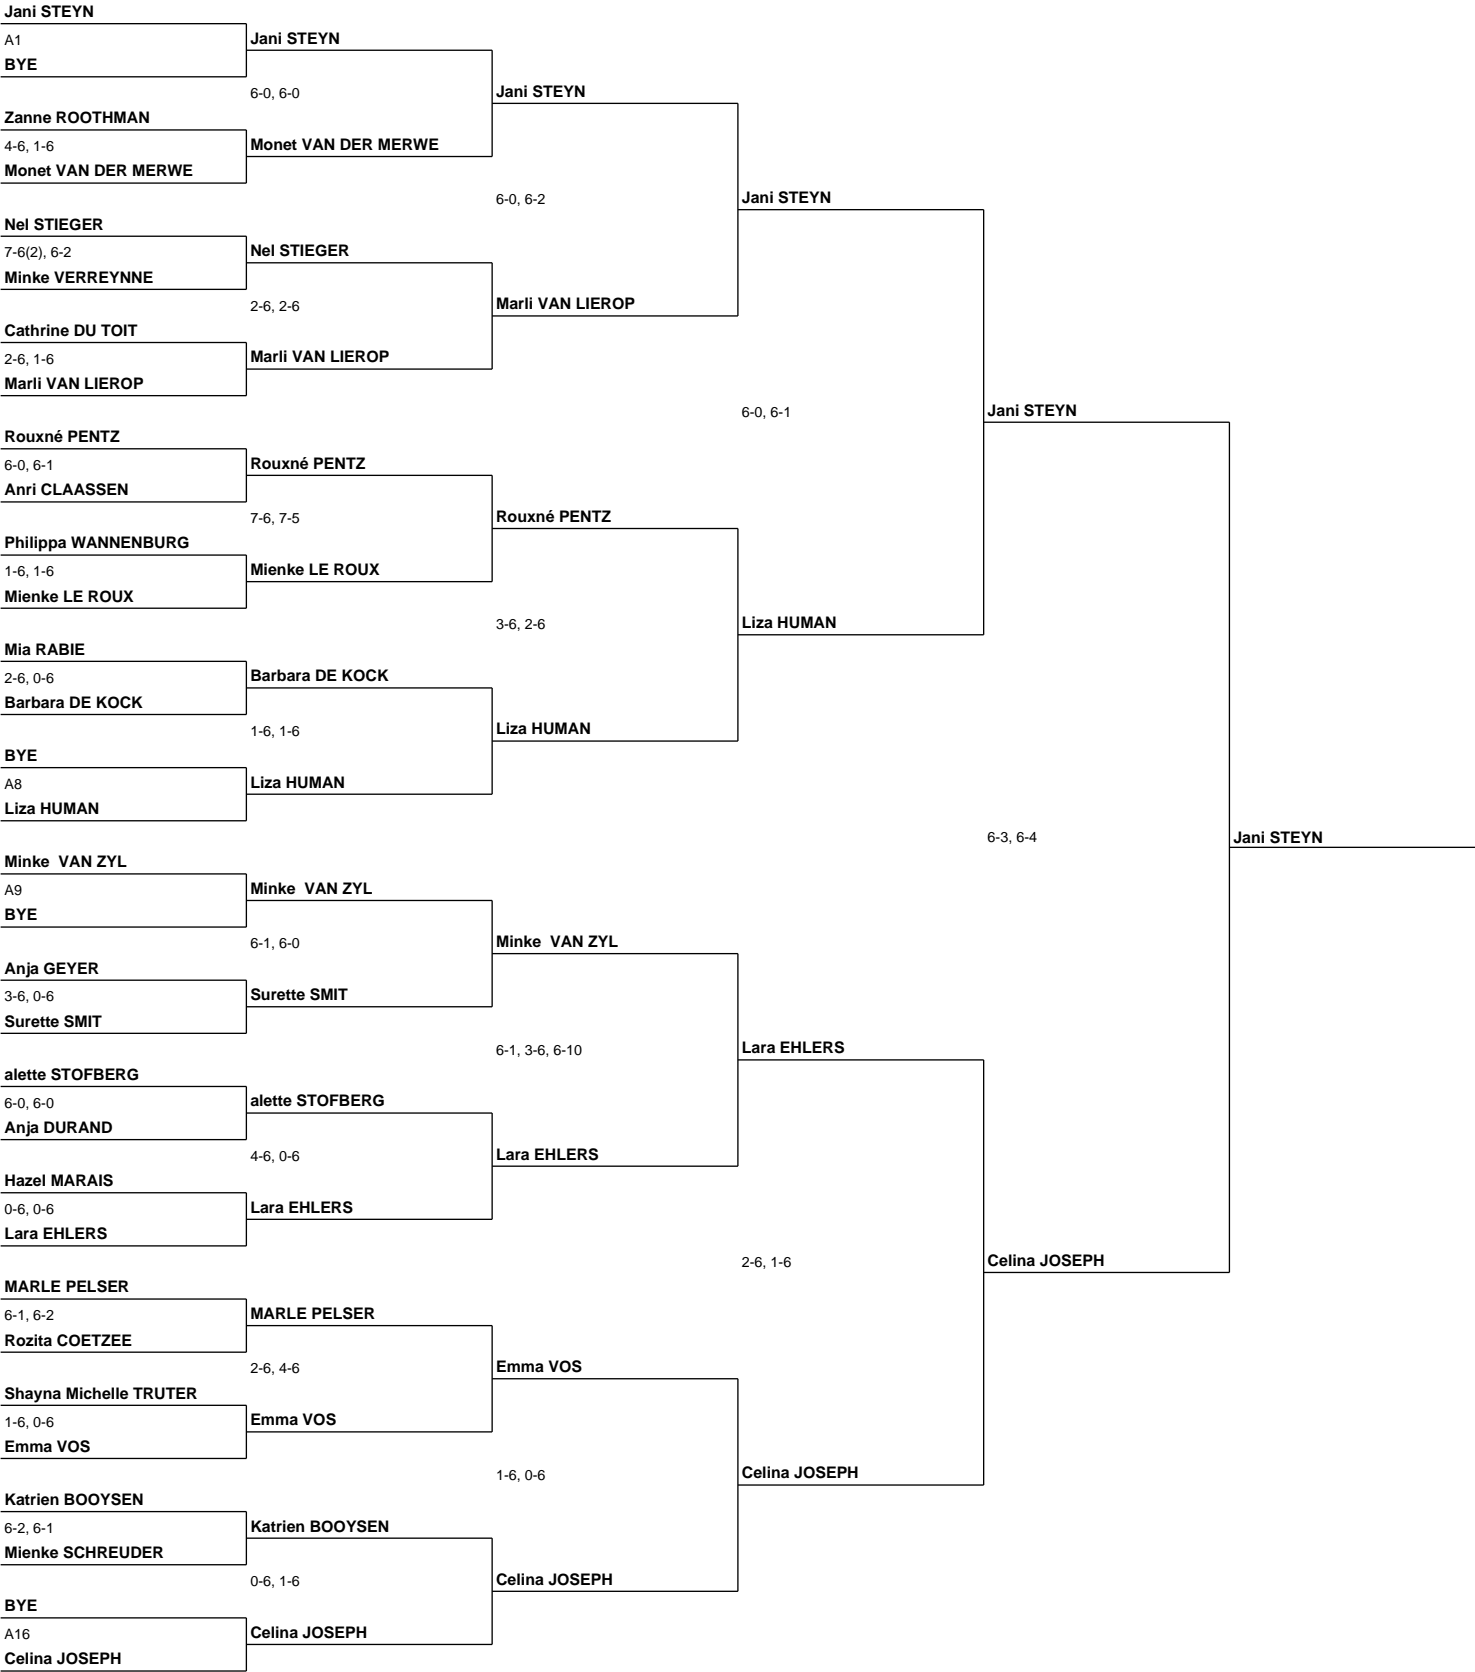 Jani STEYN
A1
BYE
Jani STEYN
6-0, 6-0
Zanne ROOTHMAN
4-6, 1-6
Monet VAN DER MERWE
Monet VAN DER MERWE
Jani STEYN
6-0, 6-2
Nel STIEGER
7-6(2), 6-2
Minke VERREYNNE
Nel STIEGER
2-6, 2-6
Cathrine DU TOIT
2-6, 1-6
Marli VAN LIEROP
Marli VAN LIEROP
Marli VAN LIEROP
Jani STEYN
6-0, 6-1
Rouxné PENTZ
6-0, 6-1
Anri CLAASSEN
Rouxné PENTZ
7-6, 7-5
Philippa WANNENBURG
1-6, 1-6
Mienke LE ROUX
Mienke LE ROUX
Rouxné PENTZ
3-6, 2-6
Mia RABIE
2-6, 0-6
Barbara DE KOCK
Barbara DE KOCK
1-6, 1-6
BYE
A8
Liza HUMAN
Liza HUMAN
Liza HUMAN
Liza HUMAN
Jani STEYN
6-3, 6-4
Jani STEYN
Minke  VAN ZYL
A9
BYE
Minke  VAN ZYL
6-1, 6-0
Anja GEYER
3-6, 0-6
Surette SMIT
Surette SMIT
Minke  VAN ZYL
6-1, 3-6, 6-10
alette STOFBERG
6-0, 6-0
Anja DURAND
alette STOFBERG
4-6, 0-6
Hazel MARAIS
0-6, 0-6
Lara EHLERS
Lara EHLERS
Lara EHLERS
Lara EHLERS
2-6, 1-6
MARLE PELSER
6-1, 6-2
Rozita COETZEE
MARLE PELSER
2-6, 4-6
Shayna Michelle TRUTER
1-6, 0-6
Emma VOS
Emma VOS
Emma VOS
1-6, 0-6
Katrien BOOYSEN
6-2, 6-1
Mienke SCHREUDER
Katrien BOOYSEN
0-6, 1-6
BYE
A16
Celina JOSEPH
Celina JOSEPH
Celina JOSEPH
Celina JOSEPH
Celina JOSEPH